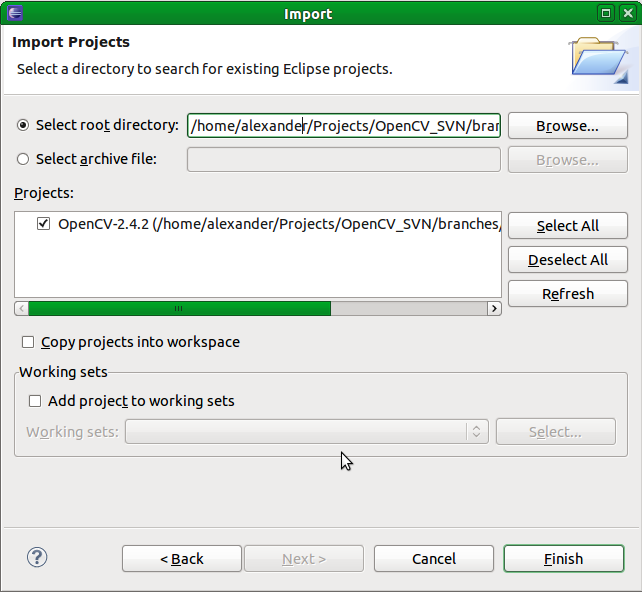 Import
Import Projects
Select a directory to search for existing Eclipse projects.
Select root directory: /home/alexander/Projects/OpenCV_SVN/bran Browse...
Select archive file: Browse...
Projects:
OpenCV-2.4.2 (/home/alexander/Projects/OpenCV_SVN/branches/
Select All
Deselect All
Refresh
Copy projects into workspace
Working sets
Add project to working sets
Working sets: Select...
? < Back Next > Cancel Finish